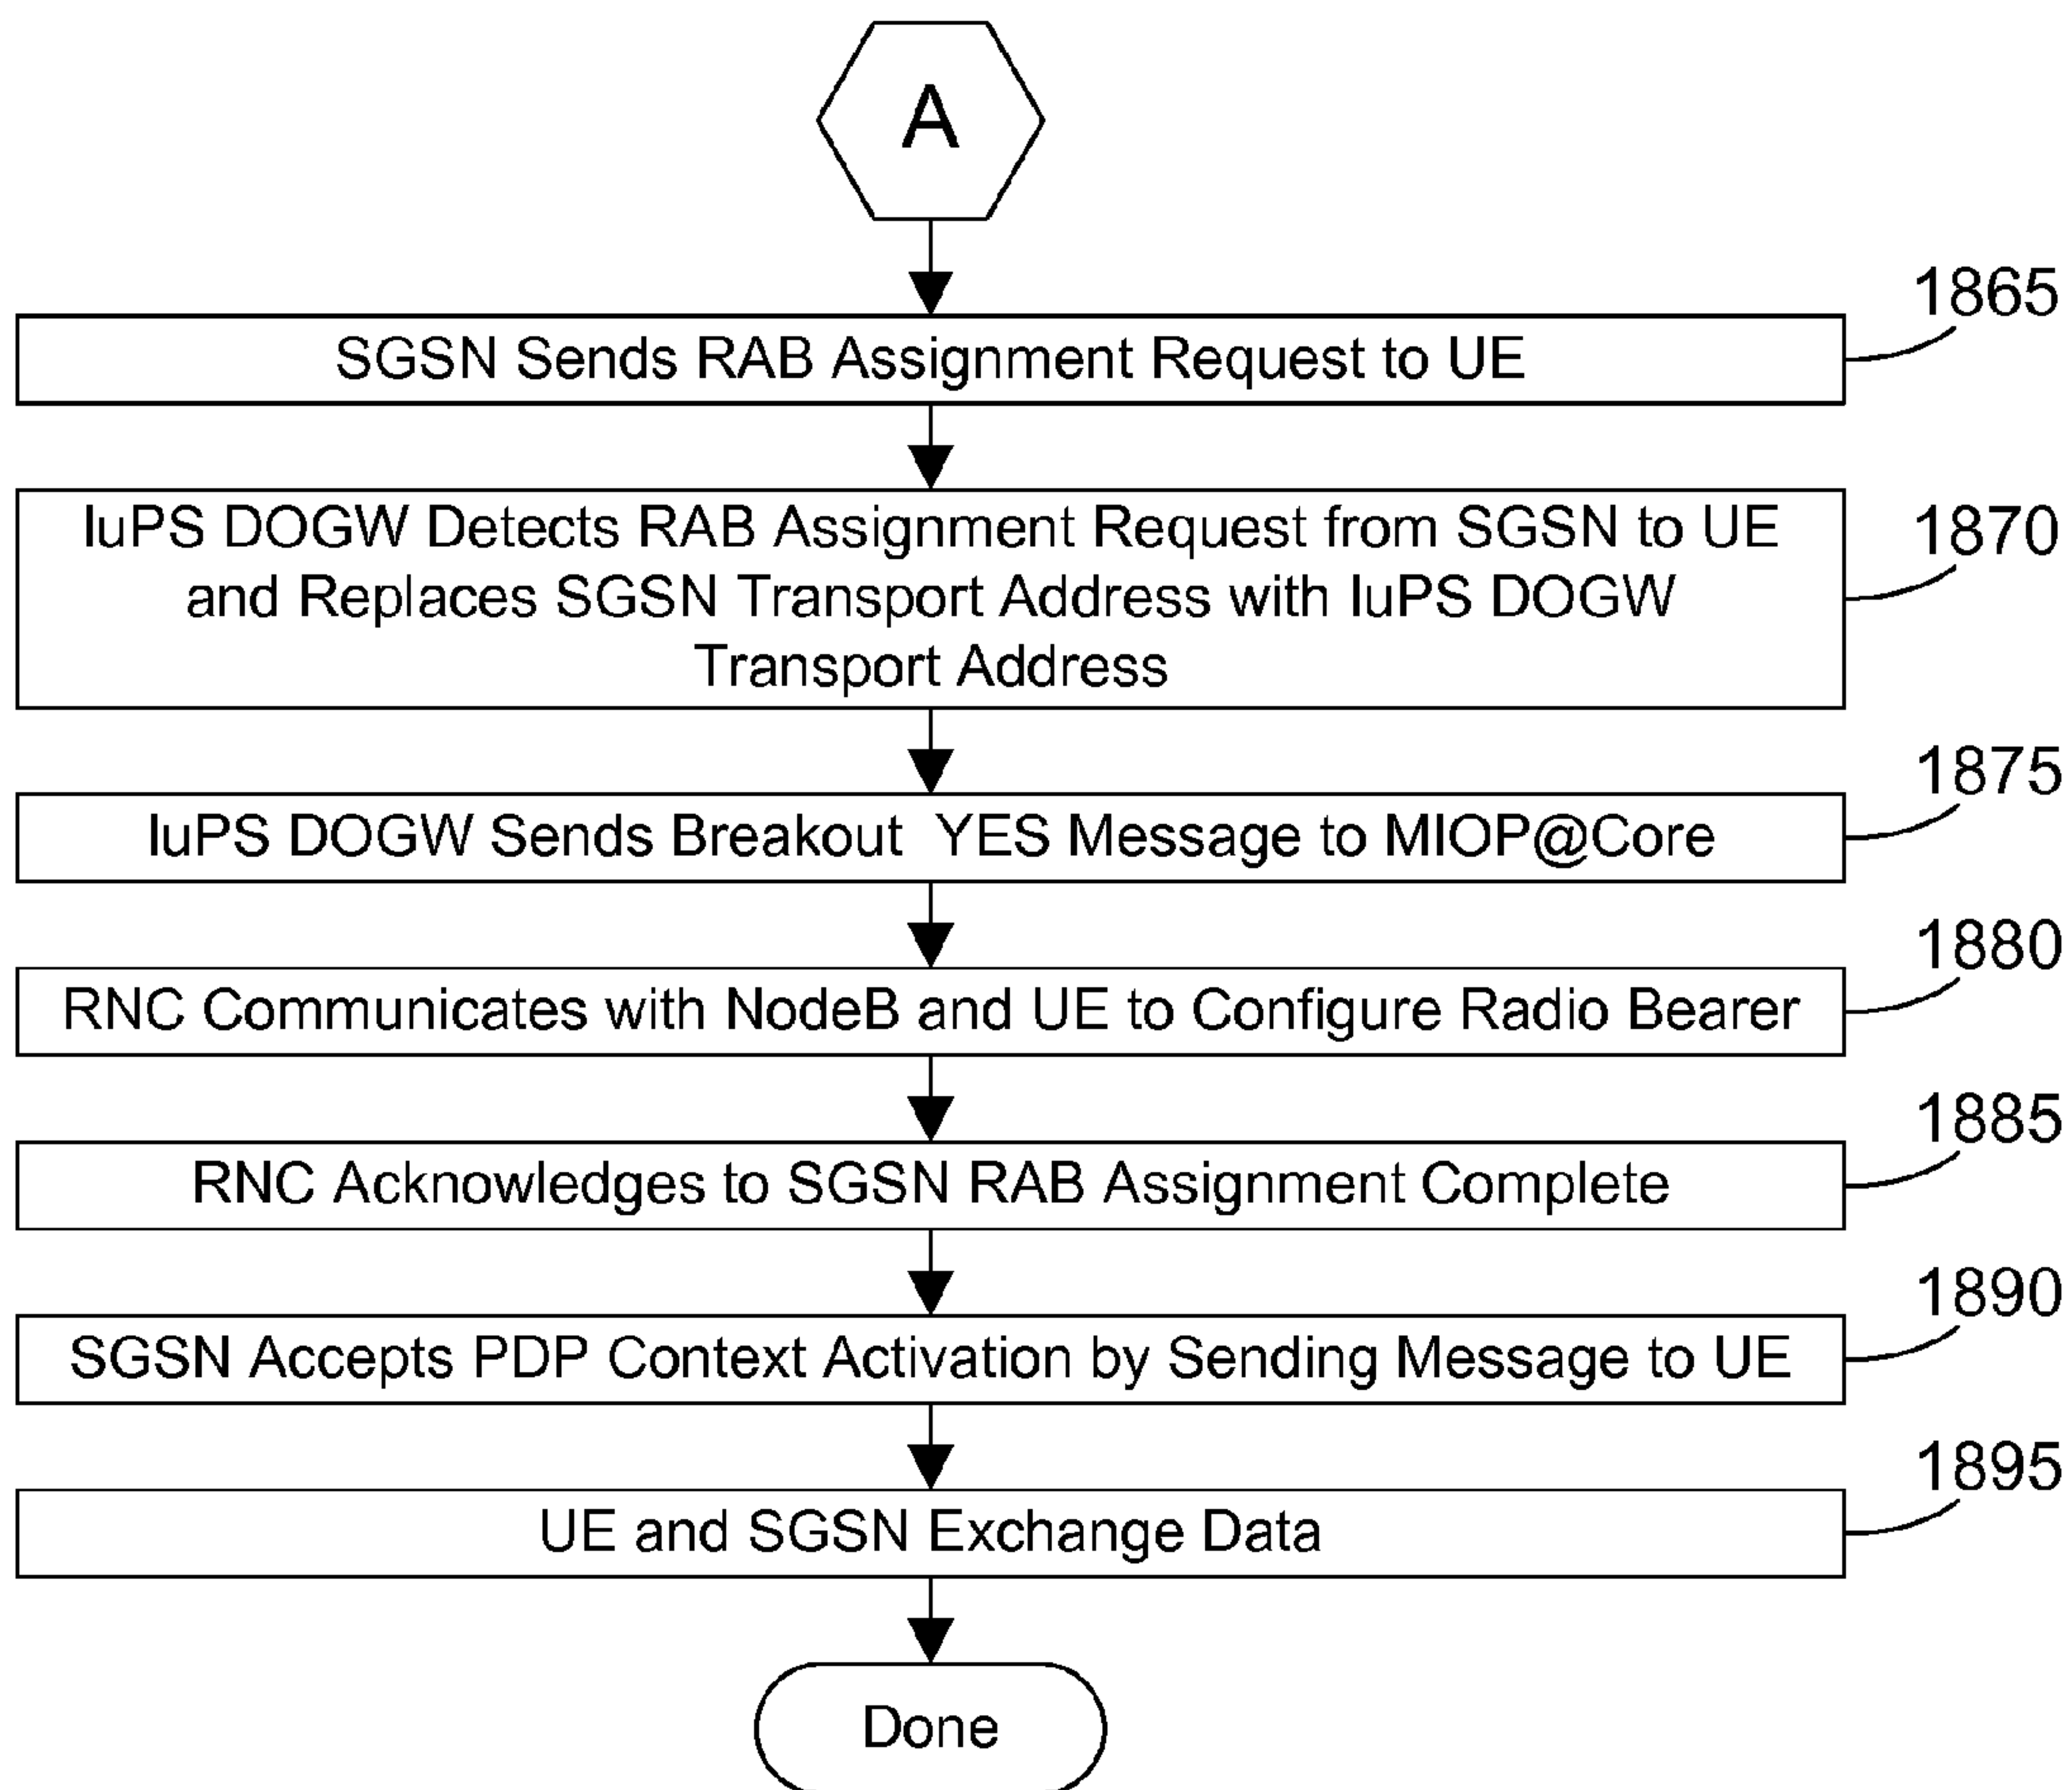 A
1865
SGSN Sends RAB Assignment Request to UE
IuPS DOGW Detects RAB Assignment Request from SGSN to UE
1870
and Replaces SGSN Transport Address with IuPS DOGW
Transport Address
1875
IuPS DOGW Sends Breakout YES Message to MIOP@Core
1880
RNC Communicates with NodeB and UE to Configure Radio Bearer
1885
RNC Acknowledges to SGSN RAB Assignment Complete
1890
SGSN Accepts PDP Context Activation by Sending Message to UE
1895
UE and SGSN Exchange Data
Done